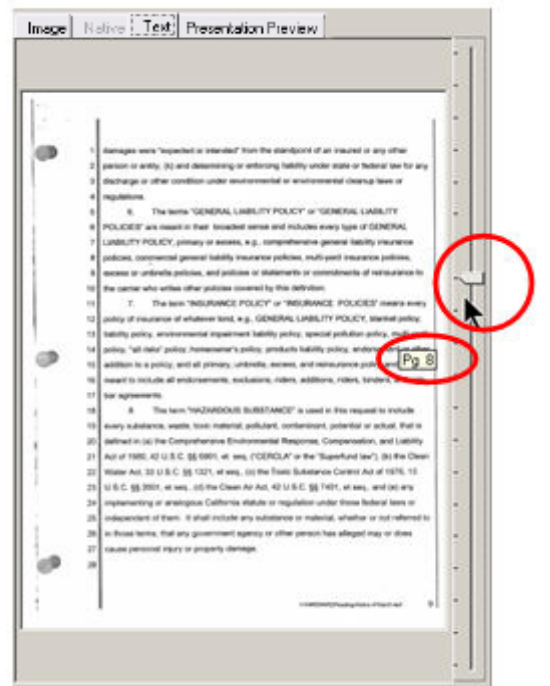 Image Native Text Presentation Preview
1 damages were "expected or intended" from the standpoint of an insured or any other
2 person or entity; (k) and determining or enforcing liability under state or federal law for any
3 discharge or other condition under environmental or environmental cleanup laws or
4 regulations.
5 6. The terms "GENERAL LIABILITY POLICY" or "GENERAL LIABILITY
6 POLICIES" are meant in their broadest sense and includes every type of GENERAL
7 LIABILITY POLICY, primary or excess, e.g., comprehensive general liability insurance
8 policies, commercial general liability insurance policies, multi-peril insurance policies,
9 excess or umbrella policies, and policies or statements or commitments of reinsurance to
10 the carrier who writes other policies covered by this definition.
11 7. The term "INSURANCE POLICY" or "INSURANCE POLICIES" means every
12 policy of insurance of whatever kind, e.g., GENERAL LIABILITY POLICY, blanket policy,
13 liability policy, environmental impairment liability policy, special pollution policy,
14 policy, "all risks" policy, homeowner's policy, products liability policy, or other
15 addition to a policy, and all primary, umbrella, excess, and reinsurance
16 meant to include all endorsements, exclusions, riders, additions, riders, binders,
17 agreements.
18 8. The term "HAZARDOUS SUBSTANCE" is used in this request to include
19 every substance, waste, toxic material, pollutant, contaminant, potential or actual, that is
20 defined in (a) the Comprehensive Environmental Response, Compensation, and Liability
21 Act of 1980, 42 U.S.C. §§ 9601, et seq., ("CERCLA" or the "Superfund law"); (b) the Clean
22 Water Act, 33 U.S.C. §§ 1321, et seq., (c) the Toxic Substance Control Act of 1976, 15
23 U.S.C. §§ 2601, et seq., (d) the Clean Air Act, 42 U.S.C. §§ 7401, et seq., and (e) any
24 implementing or analogous California statute or regulation under those federal laws or
25 independent of them. It shall include any substance or material, whether or not referred to
26 in those terms, that any government agency or other person has alleged may or does
27 cause personal injury or property damage.
28
Pg 8
9